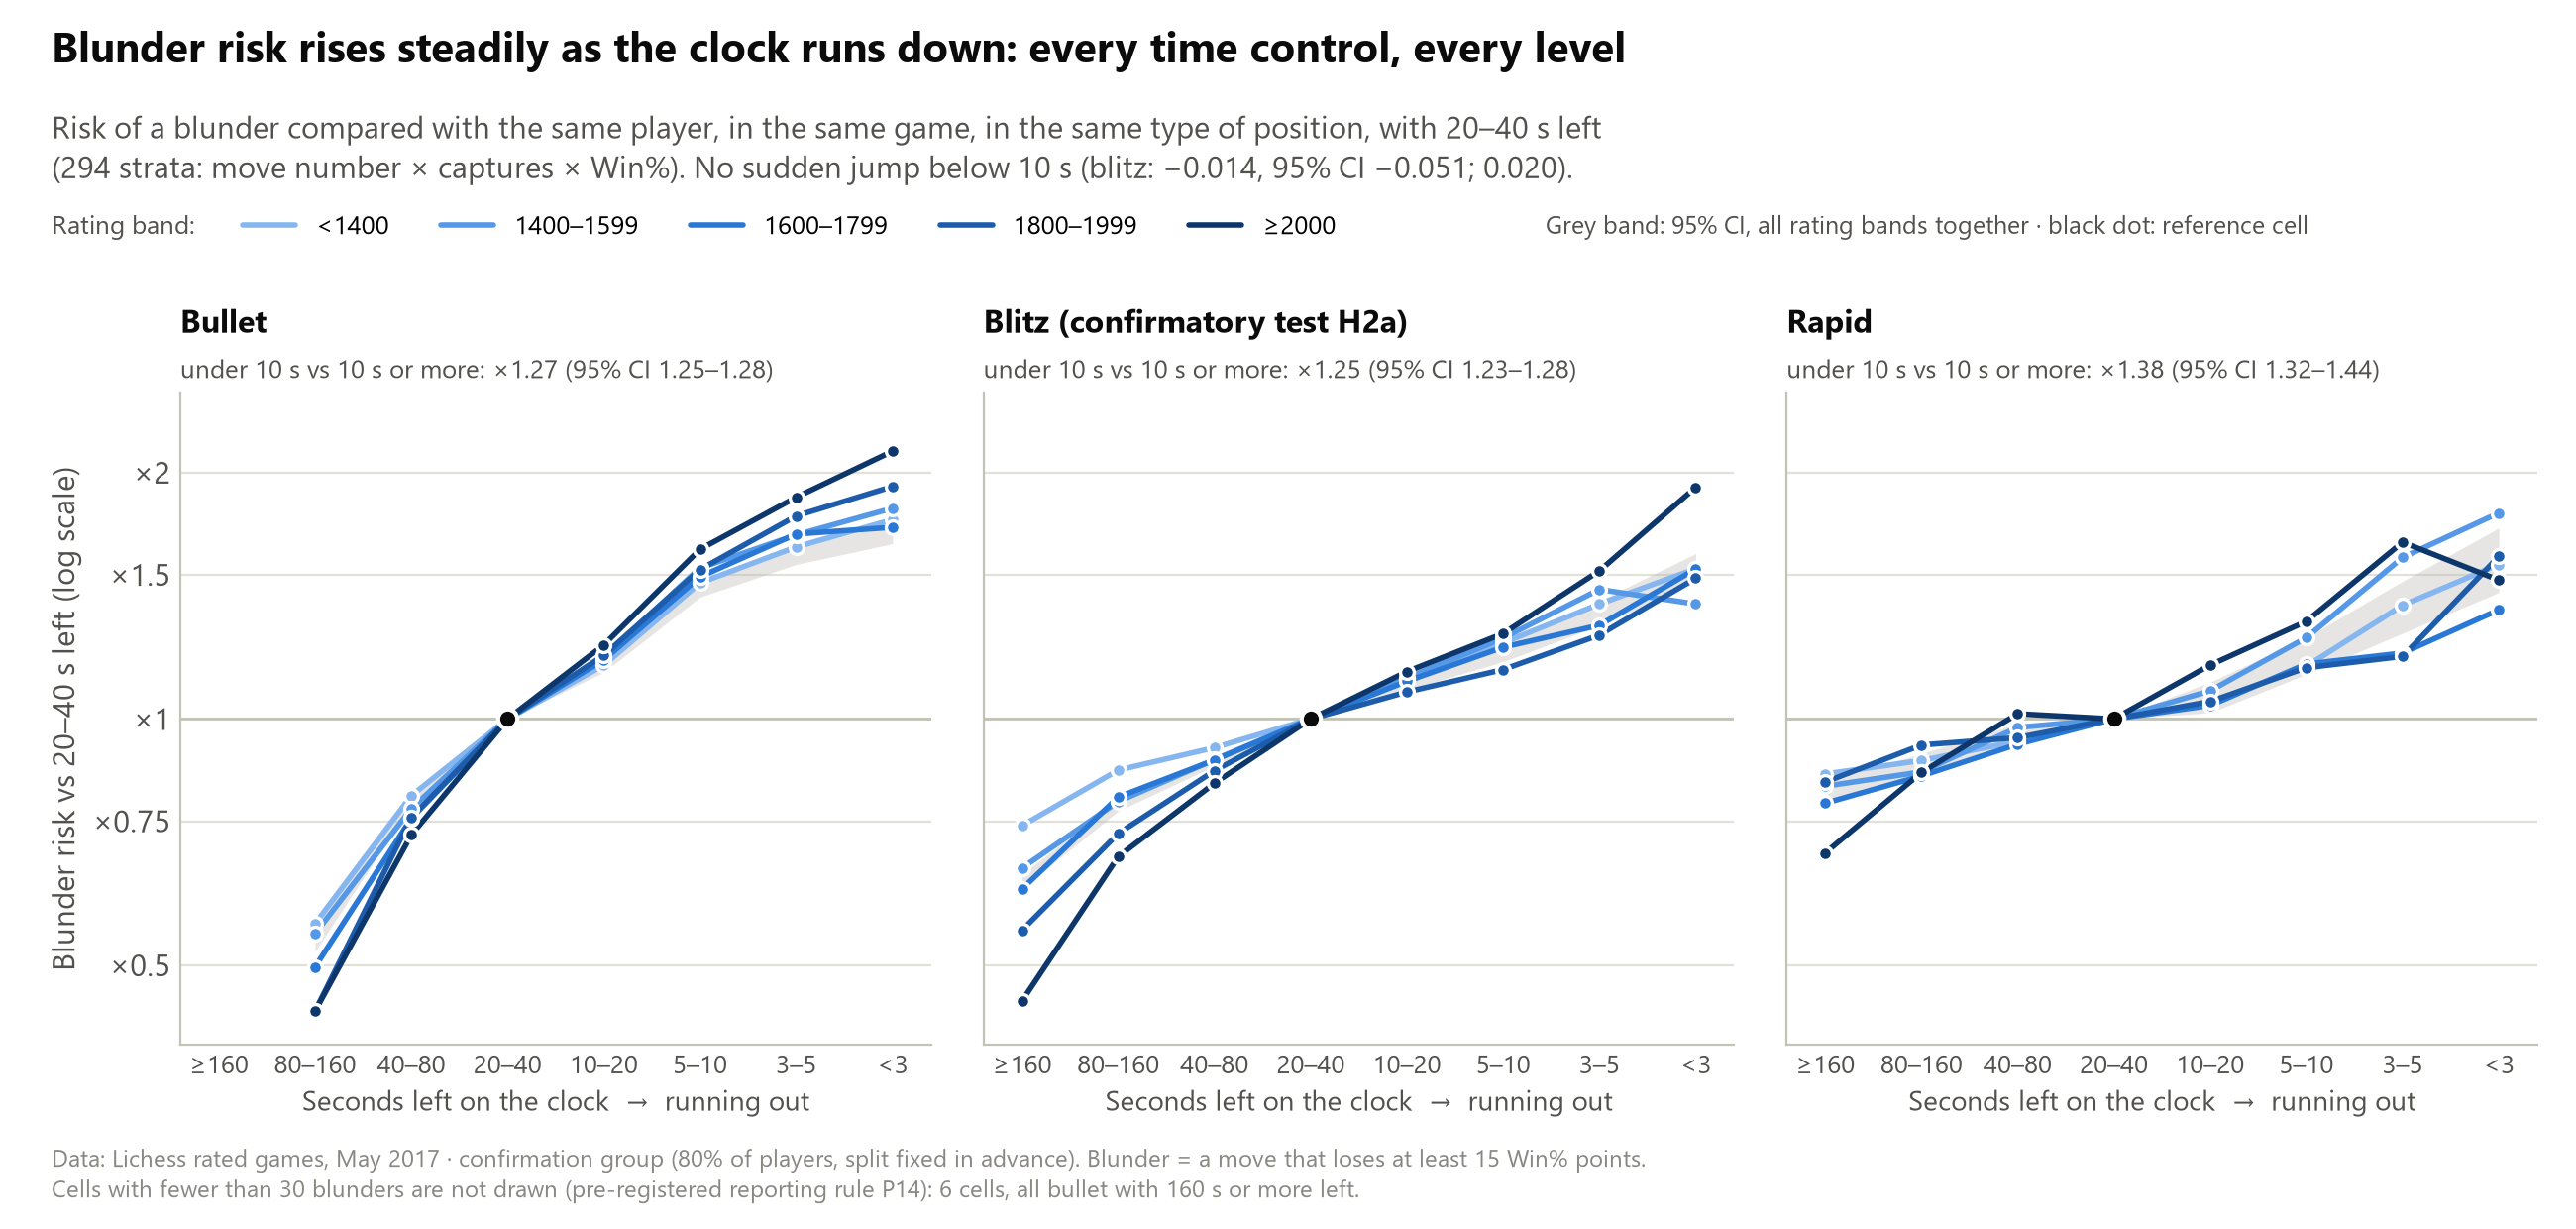 Blunder risk rises steadily as the clock runs down: every time control, every level
Risk of a blunder compared with the same player, in the same game, in the same type of position, with 20–40 s left
(294 strata: move number × captures × Win%). No sudden jump below 10 s (blitz: −0.014, 95% CI −0.051; 0.020).
Rating band: <1400 1400–1599 1600–1799 1800–1999 ≥2000 Grey band: 95% CI, all rating bands together · black dot: reference cell
Bullet
under 10 s vs 10 s or more: ×1.27 (95% CI 1.25–1.28)
Blitz (confirmatory test H2a)
under 10 s vs 10 s or more: ×1.25 (95% CI 1.23–1.28)
Rapid
under 10 s vs 10 s or more: ×1.38 (95% CI 1.32–1.44)
Blunder risk vs 20–40 s left (log scale)
×2
×1.5
×1
×0.75
×0.5
≥160 80–160 40–80 20–40 10–20 5–10 3–5 <3
Seconds left on the clock → running out
≥160 80–160 40–80 20–40 10–20 5–10 3–5 <3
Seconds left on the clock → running out
≥160 80–160 40–80 20–40 10–20 5–10 3–5 <3
Seconds left on the clock → running out
Data: Lichess rated games, May 2017 · confirmation group (80% of players, split fixed in advance). Blunder = a move that loses at least 15 Win% points.
Cells with fewer than 30 blunders are not drawn (pre-registered reporting rule P14): 6 cells, all bullet with 160 s or more left.